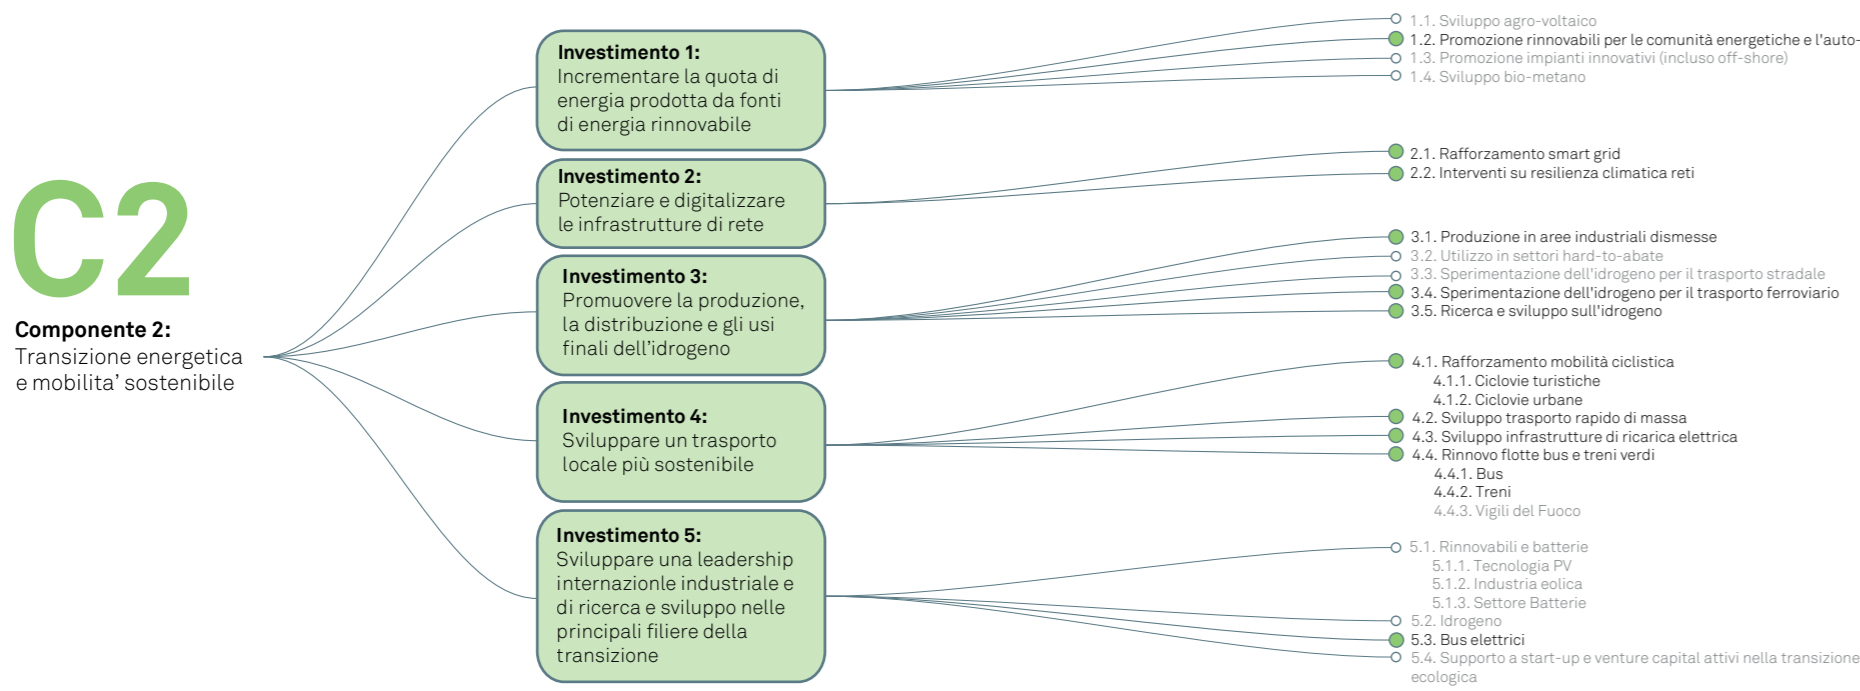 C2
Componente 2:
Transizione energetica
e mobilita' sostenibile
Investimento 1:
Incrementare la quota di
energia prodotta da fonti
di energia rinnovabile
Investimento 2:
Potenziare e digitalizzare
le infrastrutture di rete
Investimento 3:
Promuovere la produzione,
la distribuzione e gli usi
finali dell'idrogeno
Investimento 4:
Sviluppare un trasporto
locale più sostenibile
Investimento 5:
Sviluppare una leadership
internazionle industriale e
di ricerca e sviluppo nelle
principali filiere della
transizione
1.1. Sviluppo agro-voltaico
1.2. Promozione rinnovabili per le comunità energetiche e l'auto-
1.3. Promozione impianti innovativi (incluso off-shore)
1.4. Sviluppo bio-metano
2.1. Rafforzamento smart grid
2.2. Interventi su resilienza climatica reti
3.1. Produzione in aree industriali dismesse
3.2. Utilizzo in settori hard-to-abate
3.3. Sperimentazione dell'idrogeno per il trasporto stradale
3.4. Sperimentazione dell'idrogeno per il trasporto ferroviario
3.5. Ricerca e sviluppo sull'idrogeno
4.1. Rafforzamento mobilità ciclistica
4.1.1. Ciclovie turistiche
4.1.2. Ciclovie urbane
4.2. Sviluppo trasporto rapido di massa
4.3. Sviluppo infrastrutture di ricarica elettrica
4.4. Rinnovo flotte bus e treni verdi
4.4.1. Bus
4.4.2. Treni
4.4.3. Vigili del Fuoco
5.1. Rinnovabili e batterie
5.1.1. Tecnologia PV
5.1.2. Industria eolica
5.1.3. Settore Batterie
5.2. Idrogeno
5.3. Bus elettrici
5.4. Supporto a start-up e venture capital attivi nella transizione
ecologica